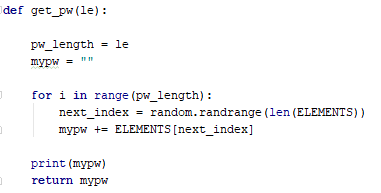 def get_pw(le):
    pw_length = le
    mypw = ""
    for i in range(pw_length):
        next_index = random.randrange(len(ELEMENTS))
        mypw += ELEMENTS[next_index]
    print(mypw)
    return mypw